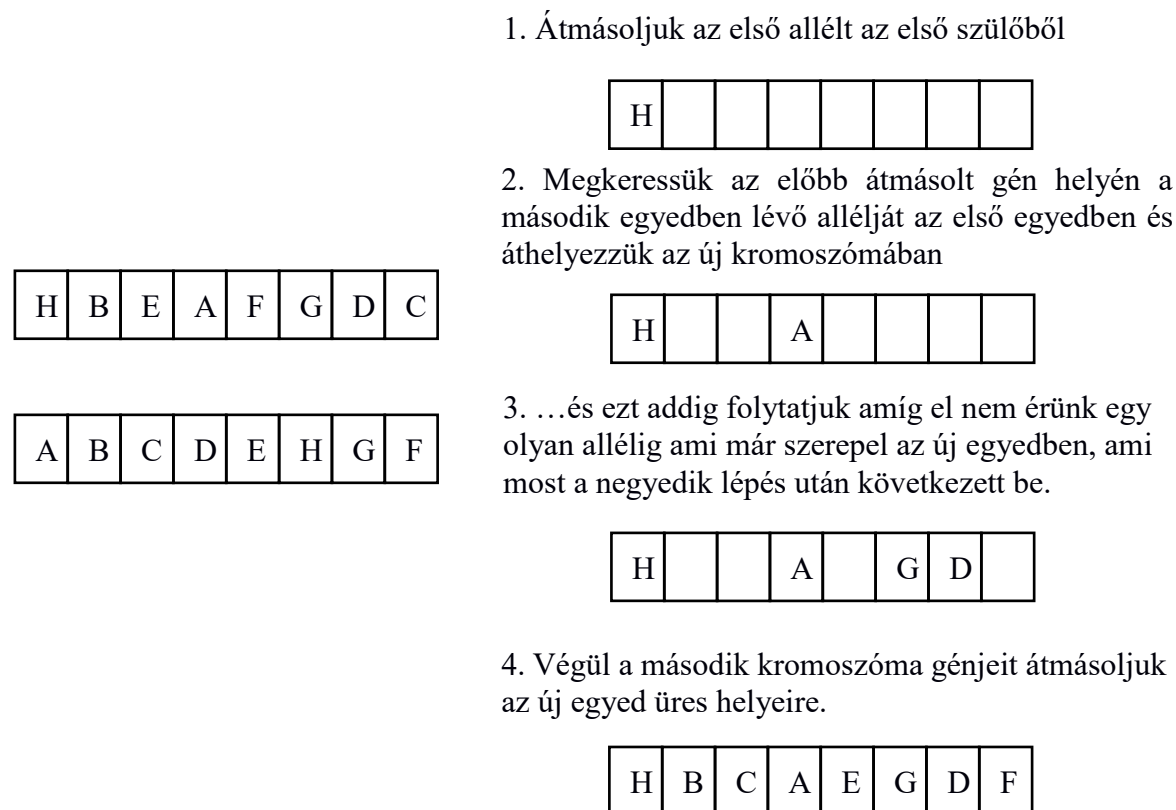 1. Átmásoljuk az első allélt az első szülőből
H
2. Megkeressük az előbb átmásolt gén helyén a
második egyedben lévő allélját az első egyedben és
áthelyezzük az új kromoszómában
H B E A F G D C
H A
A B C D E H G F
3. …és ezt addig folytatjuk amíg el nem érünk egy
olyan allélig ami már szerepel az új egyedben, ami
most a negyedik lépés után következett be.
H A G D
4. Végül a második kromoszóma génjeit átmásoljuk
az új egyed üres helyeire.
H B C A E G D F